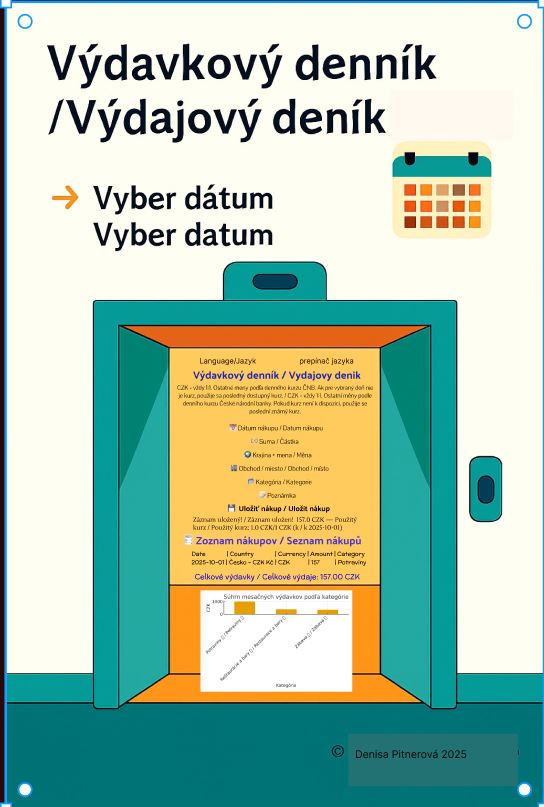 Výdavkový denník
/Výdajový deník
Vyber dátum
Vyber datum
Language/Jazyk prepínač jazyka
Výdavkový denník / Vydajovy denik
CZK - vždy 1:1. Ostatné meny podľa denného kurzu ČNB. Ak pre vybraný deň nie
je kurz, použije sa posledný dostupný kurz. / CZK - vždy 1:1. Ostatní měny podle
denního kurzu České národní banky. Pokud kurz není k dispozici, použije se
poslední známý kurz.
Dátum nákupu / Datum nákupu
Suma / Částka
Krajina + mena / Měna
Obchod / miesto / Obchod / místo
Kategória / Kategorie
Poznámka
Uložiť nákup / Uložit nákup
Záznam uložený! / Záznam uložen! 157.0 CZK — Použitý
kurz / Použitý kurz: 1.0 CZK/1 CZK (k / k 2025-10-01)
Zoznam nákupov / Seznam nákupů
Date | Country | Currency | Amount | Category
2025-10-01 | Česko – CZK Kč | CZK | 157 | Potraviny
Celkové výdavky / Celkové výdaje: 157.00 CZK
Súhrn mesačných výdavkov podľa kategórie
1000
0
CZK
Potraviny / Potraviny
Reštaurácie a bary / Restaurace a bary
Zábava / Zábava
Kategória
© Denisa Pitnerová 2025